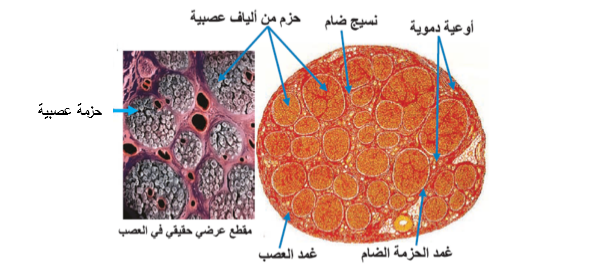 حزم من ألياف عصبية
نسيج ضام
أوعية دموية
حزمة عصبية
مقطع عرضي حقيقي في العصب
غمد العصب
غمد الحزمة الضام